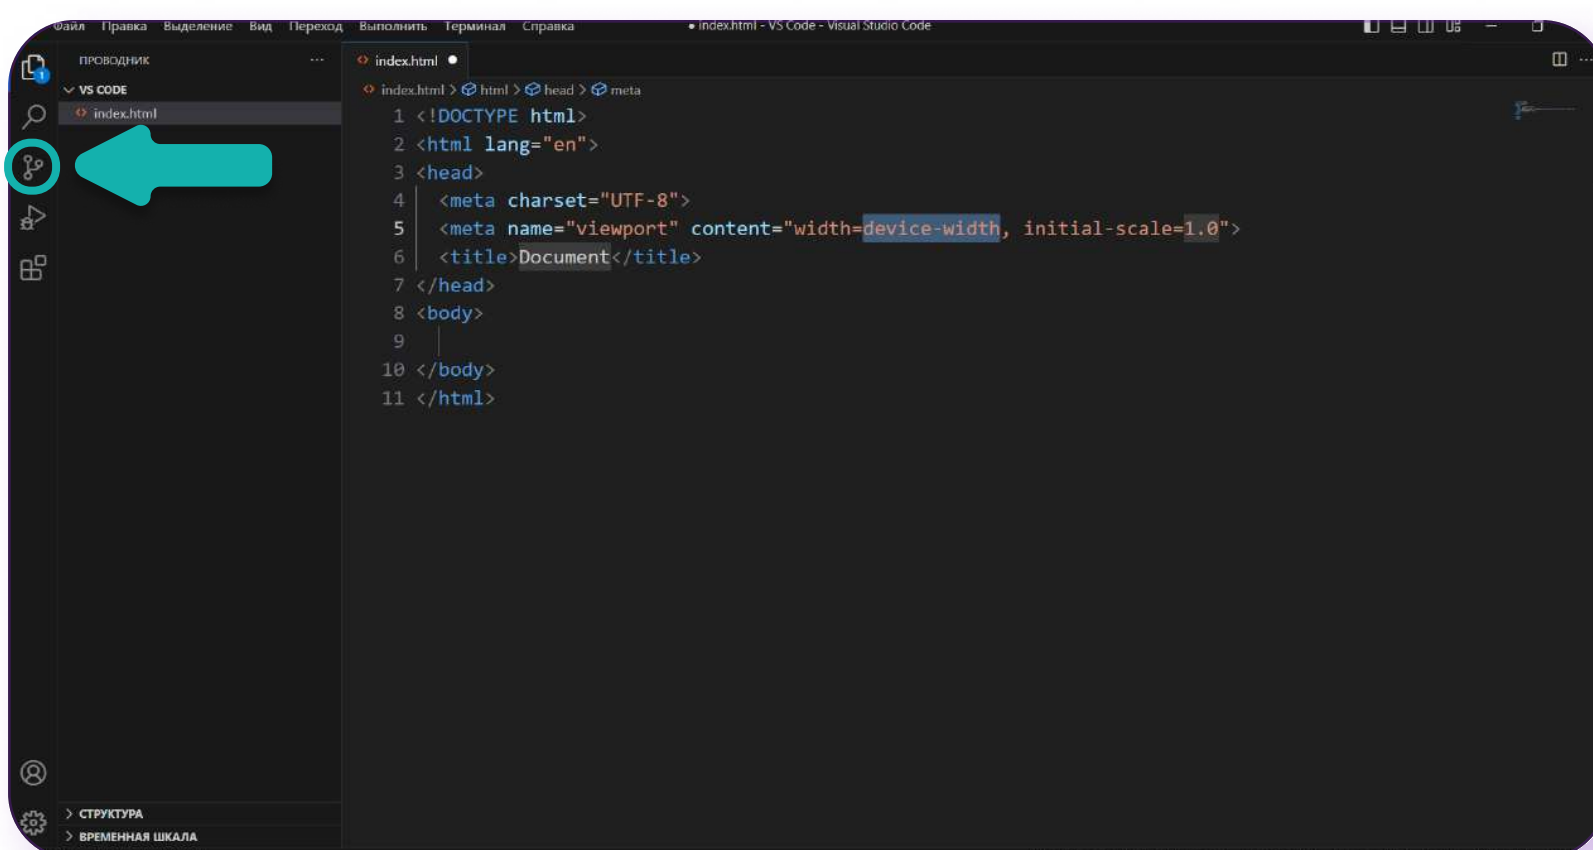 Файл Правка Выделение Вид Переход Выполнить Терминал Справка
● index.html - VS Code - Visual Studio Code
ПРОВОДНИК ···
VS CODE
index.html
1
index.html ●
index.html > html > head > meta
1 <!DOCTYPE html>
2 <html lang="en">
3 <head>
4 <meta charset="UTF-8">
5 <meta name="viewport" content="width=device-width, initial-scale=1.0">
6 <title>Document</title>
7 </head>
8 <body>
9
10 </body>
11 </html>
СТРУКТУРА
ВРЕМЕННАЯ ШКАЛА